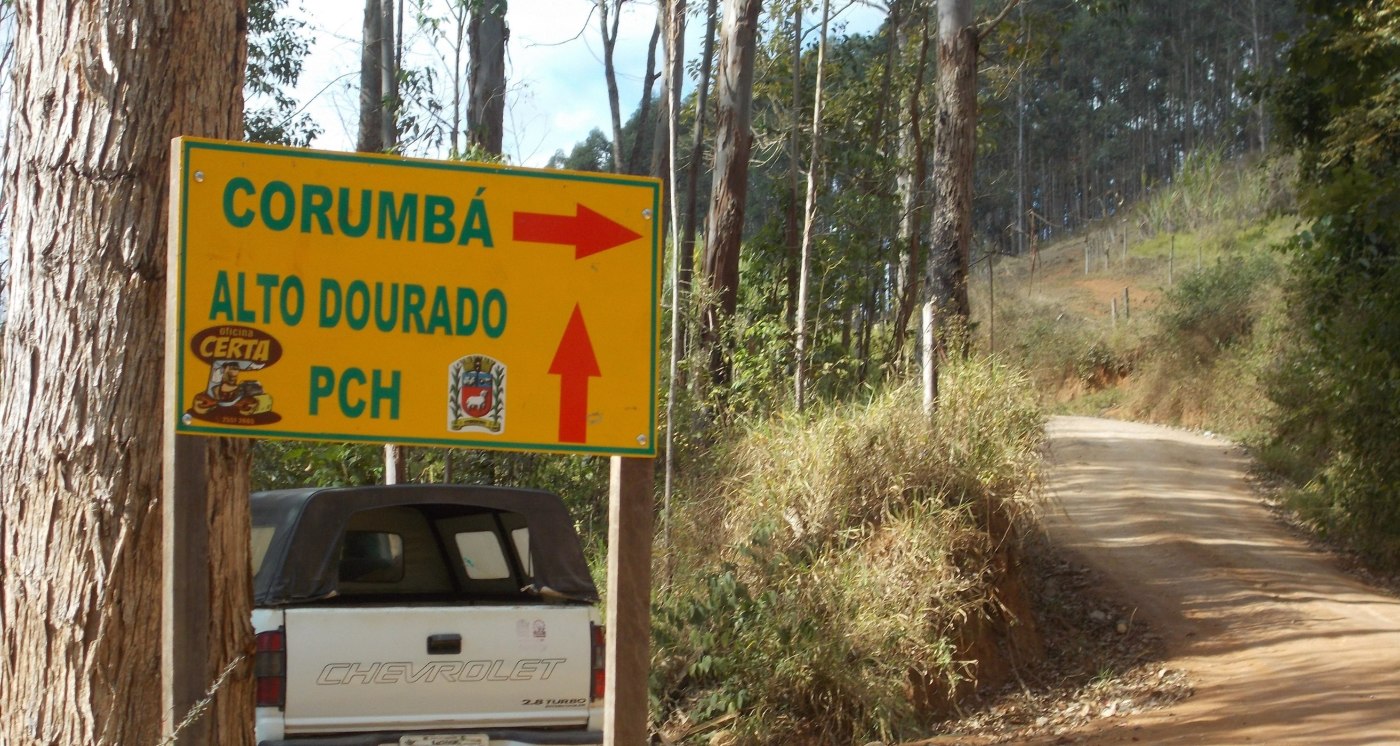 CORUMBÁ
ALTO DOURADO
oficina
CERTA
PCH
CHEVROLET
2.8 TURBO